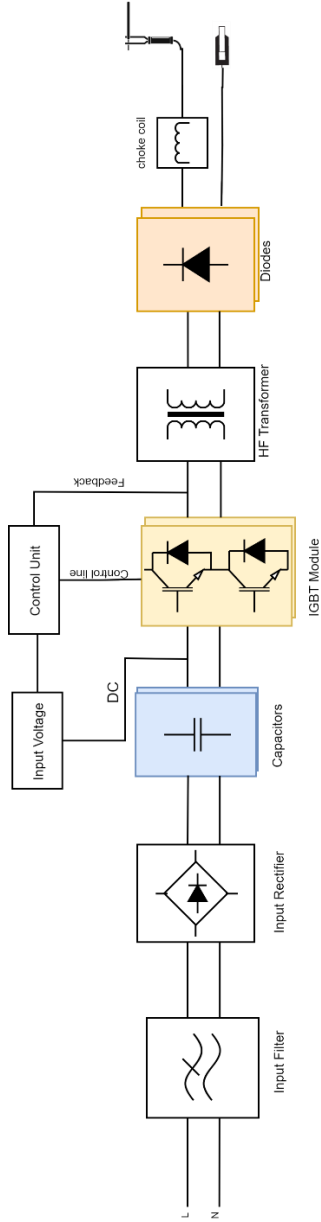 L
N
Input Filter
Input Rectifier
Capacitors
DC
Input Voltage
Control Unit
Control line
Feedback
IGBT Module
HF Transformer
Diodes
choke coil